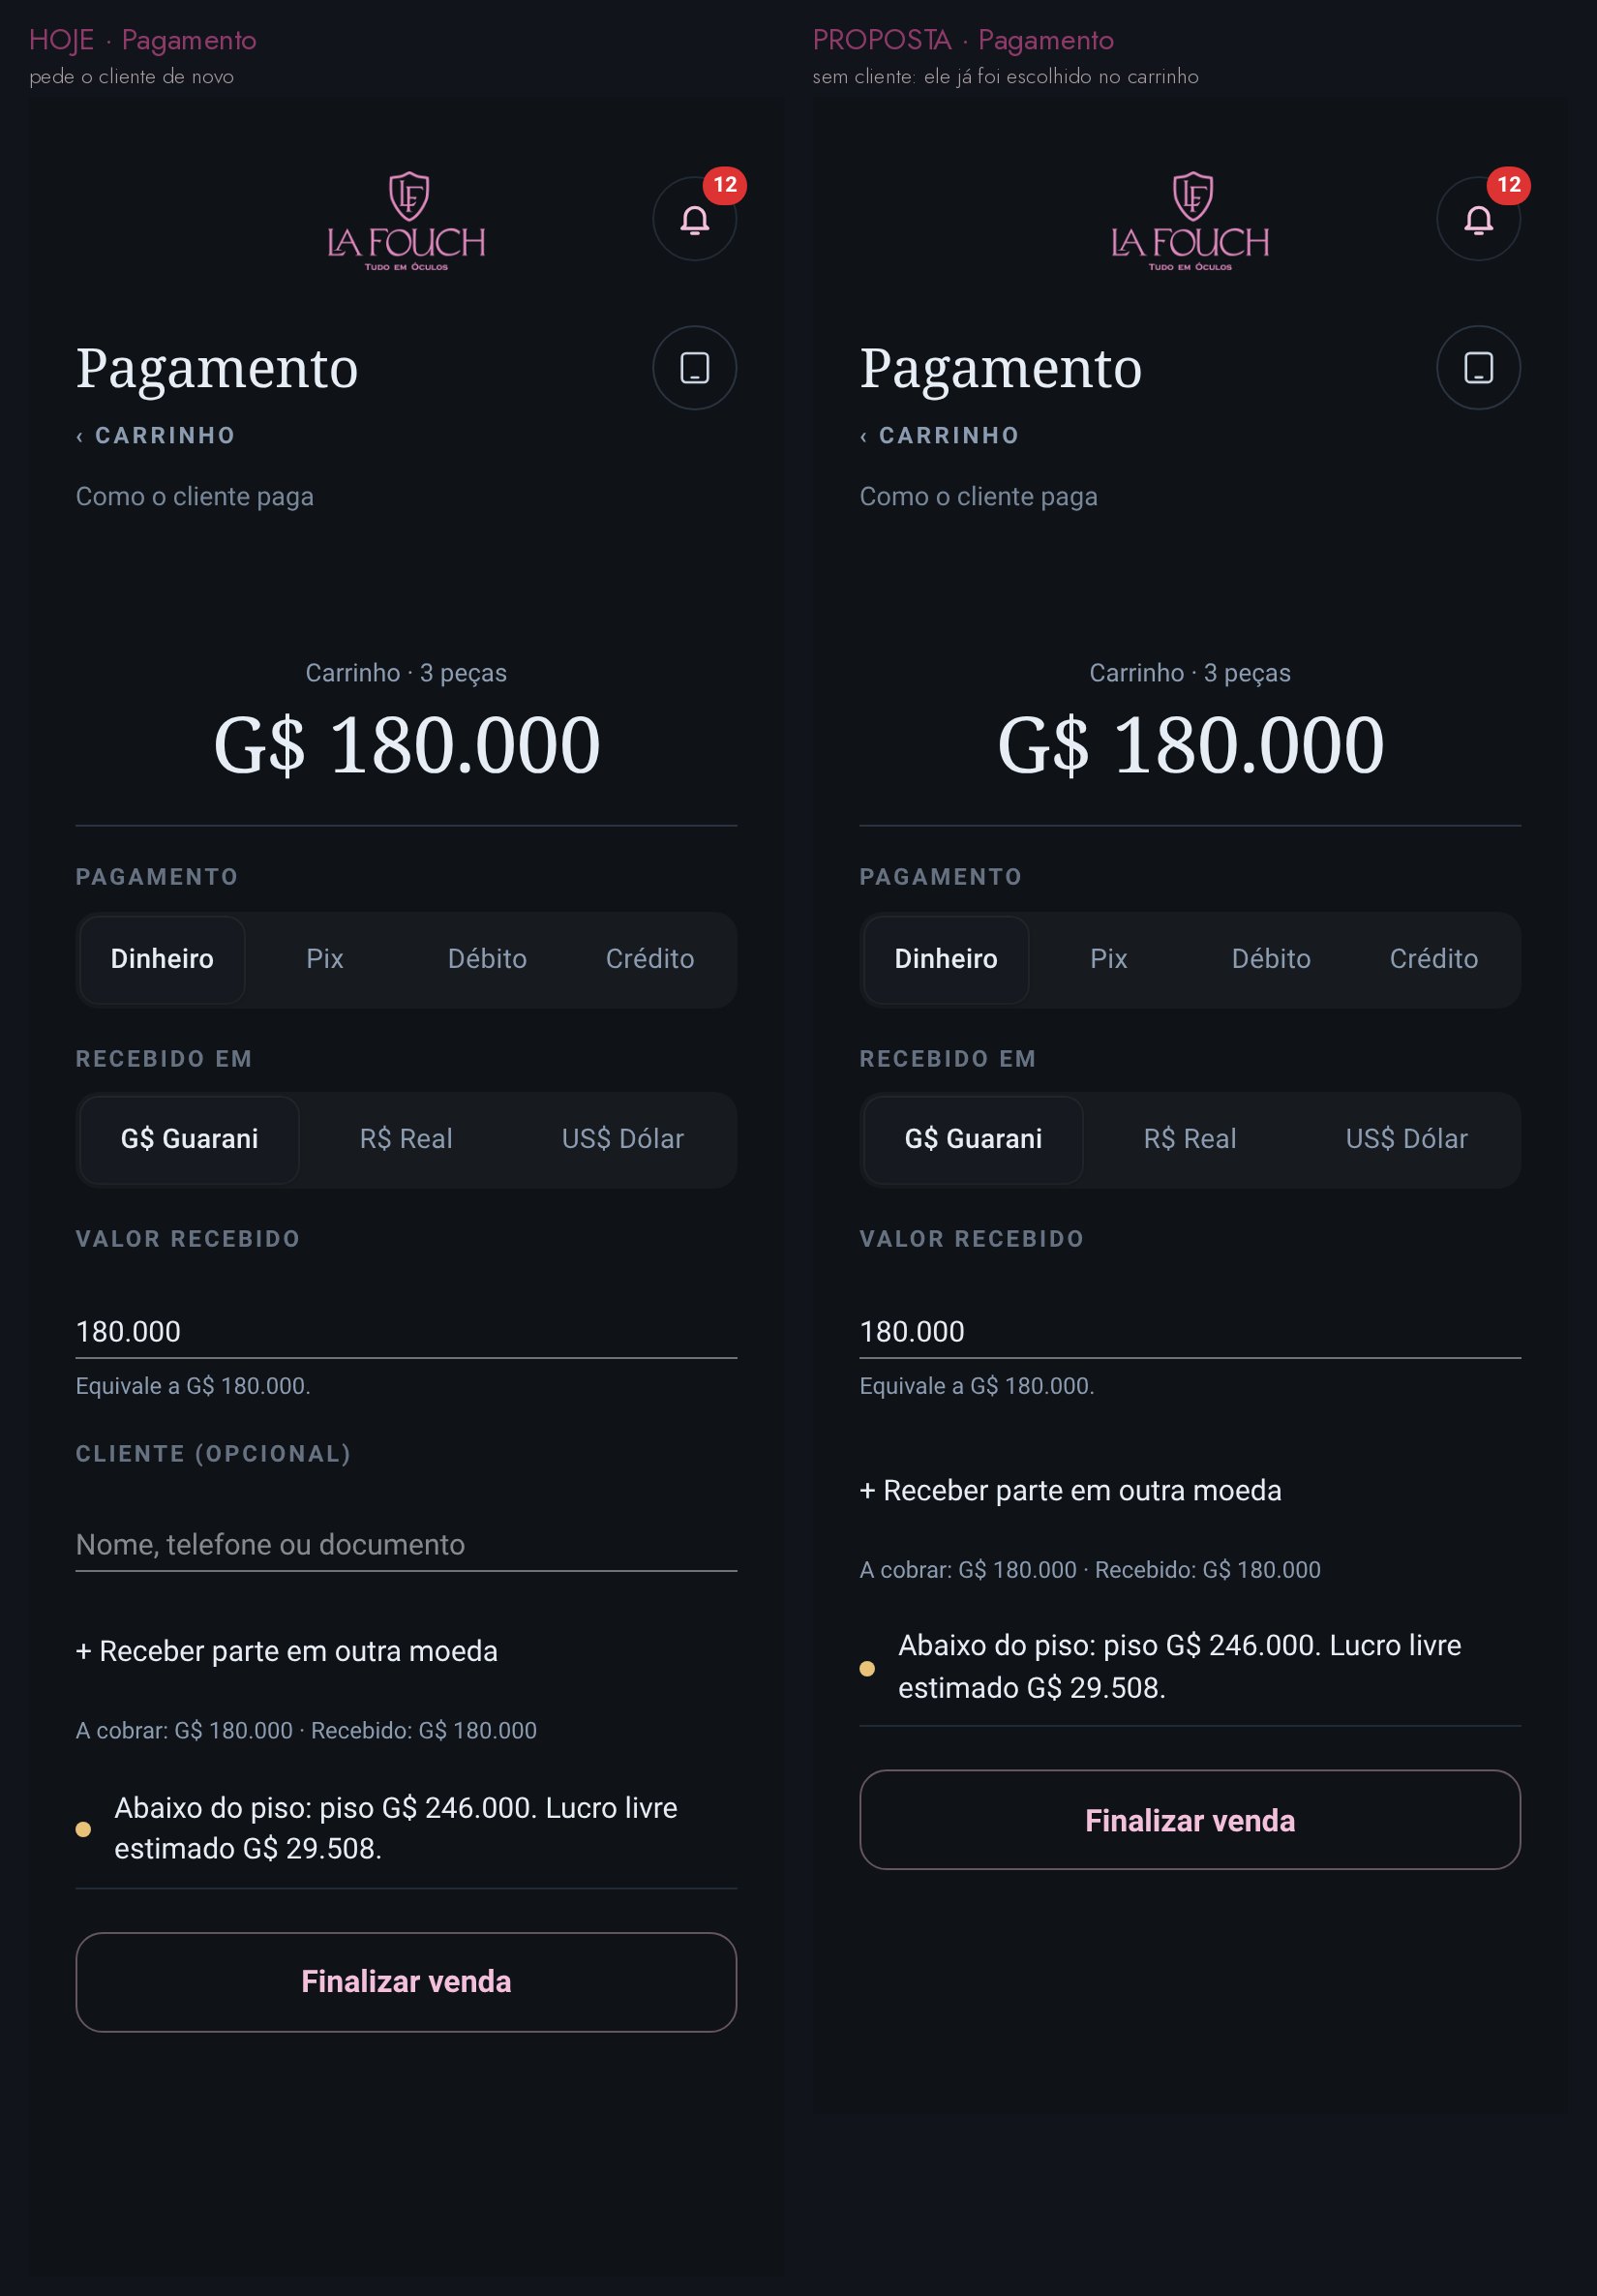 HOJE · Pagamento
pede o cliente de novo
12
LF
LA FOUCH
TUDO EM ÓCULOS
Pagamento
‹ CARRINHO
Como o cliente paga
Carrinho · 3 peças
G$ 180.000
PAGAMENTO
Dinheiro Pix Débito Crédito
RECEBIDO EM
G$ Guarani R$ Real US$ Dólar
VALOR RECEBIDO
180.000
Equivale a G$ 180.000.
CLIENTE (OPCIONAL)
Nome, telefone ou documento
+ Receber parte em outra moeda
A cobrar: G$ 180.000 · Recebido: G$ 180.000
Abaixo do piso: piso G$ 246.000. Lucro livre
estimado G$ 29.508.
Finalizar venda
PROPOSTA · Pagamento
sem cliente: ele já foi escolhido no carrinho
12
LF
LA FOUCH
TUDO EM ÓCULOS
Pagamento
‹ CARRINHO
Como o cliente paga
Carrinho · 3 peças
G$ 180.000
PAGAMENTO
Dinheiro Pix Débito Crédito
RECEBIDO EM
G$ Guarani R$ Real US$ Dólar
VALOR RECEBIDO
180.000
Equivale a G$ 180.000.
+ Receber parte em outra moeda
A cobrar: G$ 180.000 · Recebido: G$ 180.000
Abaixo do piso: piso G$ 246.000. Lucro livre
estimado G$ 29.508.
Finalizar venda